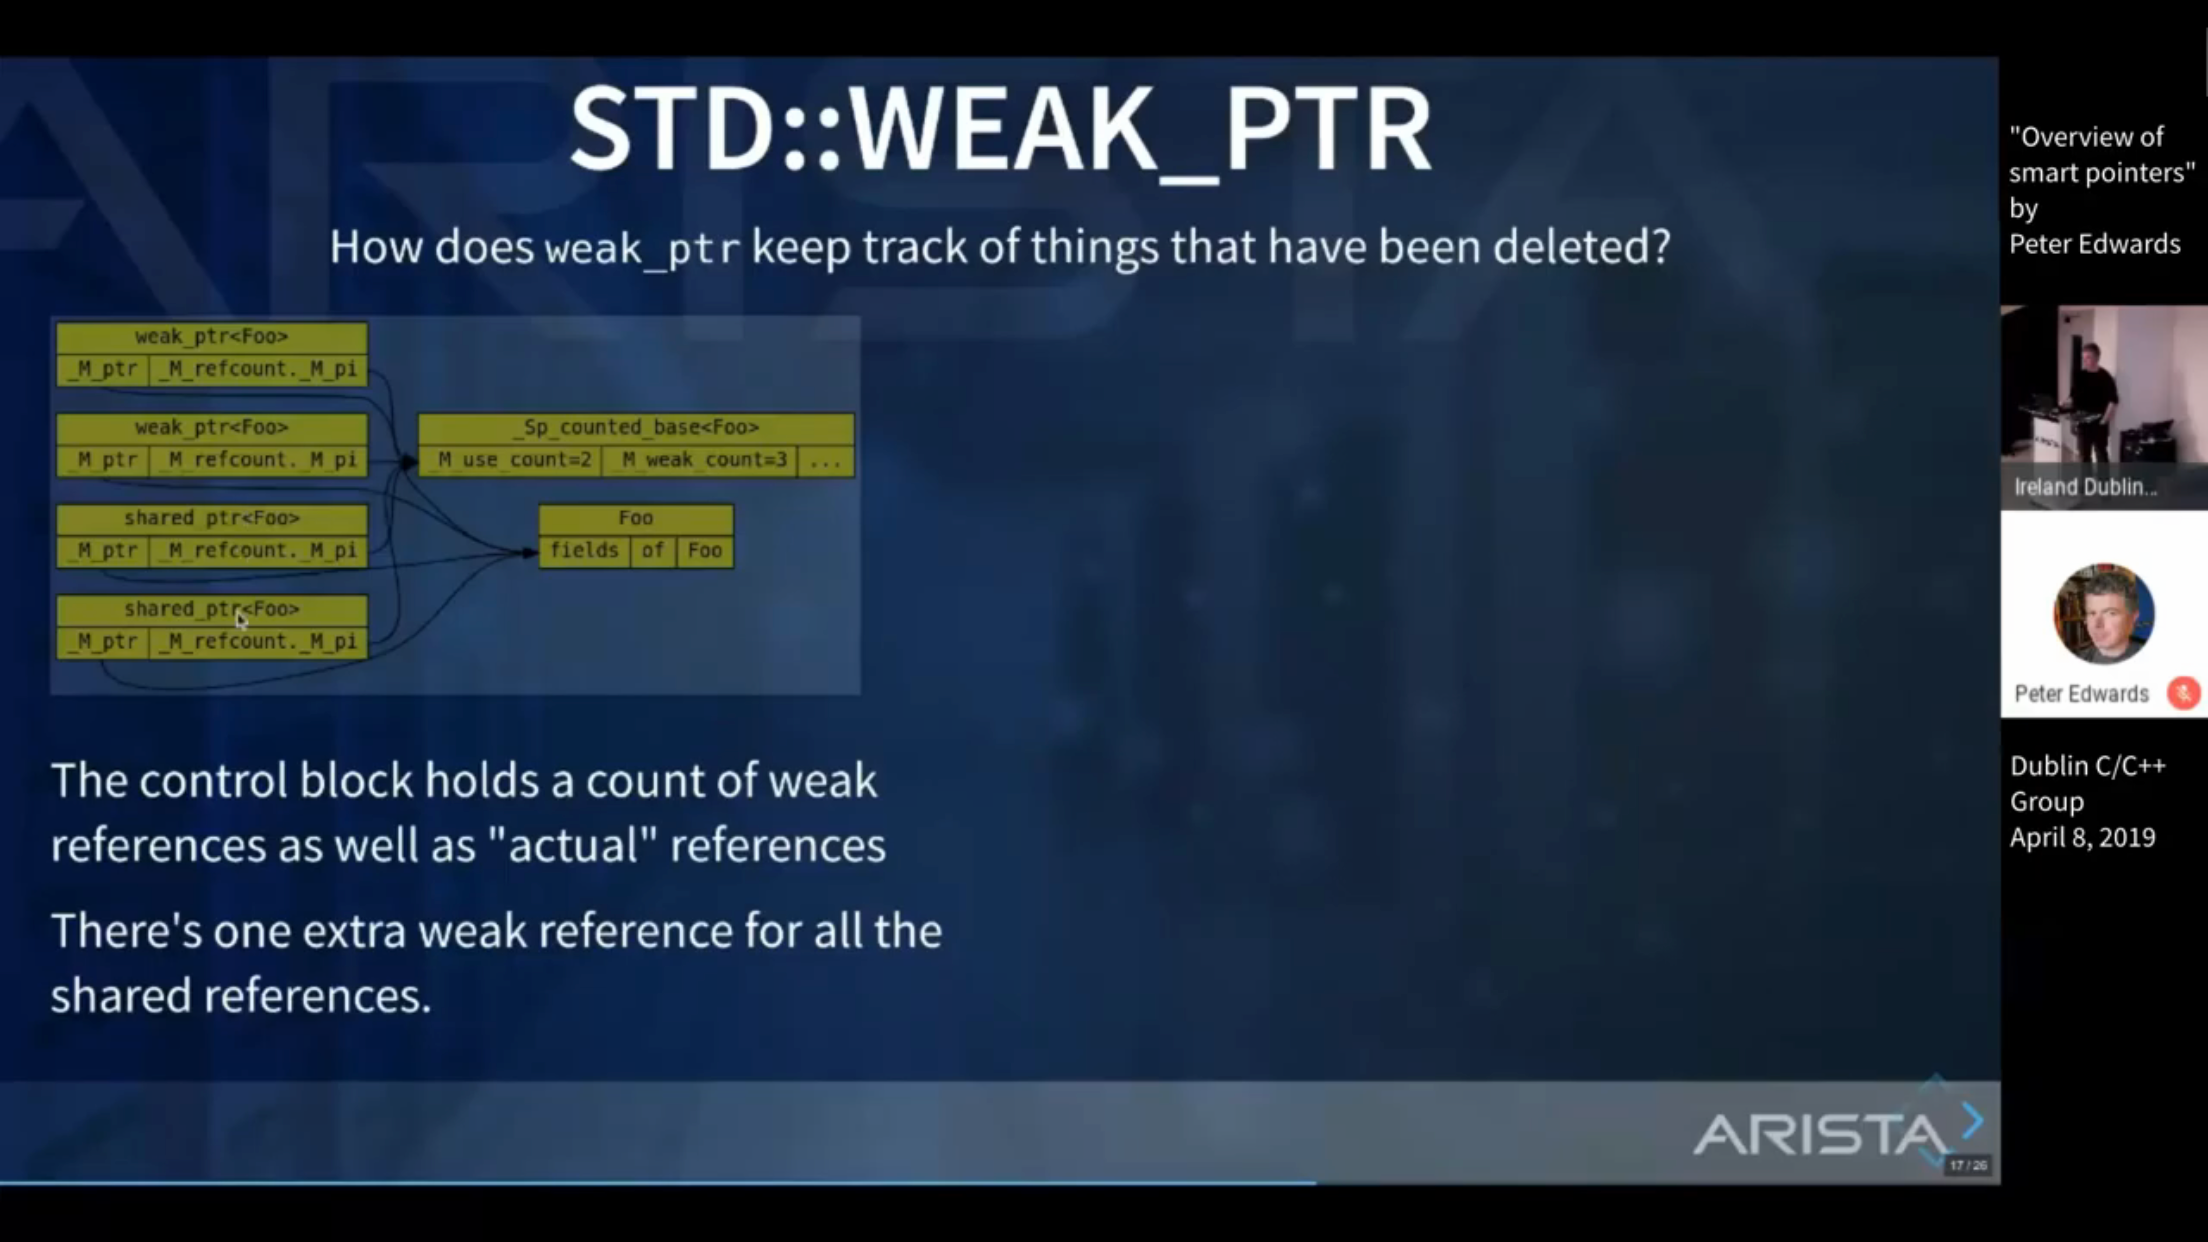 STD::WEAK_PTR
How does weak_ptr keep track of things that have been deleted?
weak_ptr<Foo>
_M_ptr _M_refcount._M_pi
weak_ptr<Foo>
_M_ptr _M_refcount._M_pi
_Sp_counted_base<Foo>
_M_use_count=2 _M_weak_count=3 ...
shared_ptr<Foo>
_M_ptr _M_refcount._M_pi
Foo
fields of Foo
shared_ptr<Foo>
_M_ptr _M_refcount._M_pi
The control block holds a count of weak
references as well as "actual" references
There's one extra weak reference for all the
shared references.
ARISTA
17 / 26
"Overview of
smart pointers"
by
Peter Edwards
Ireland Dublin...
Peter Edwards
Dublin C/C++
Group
April 8, 2019